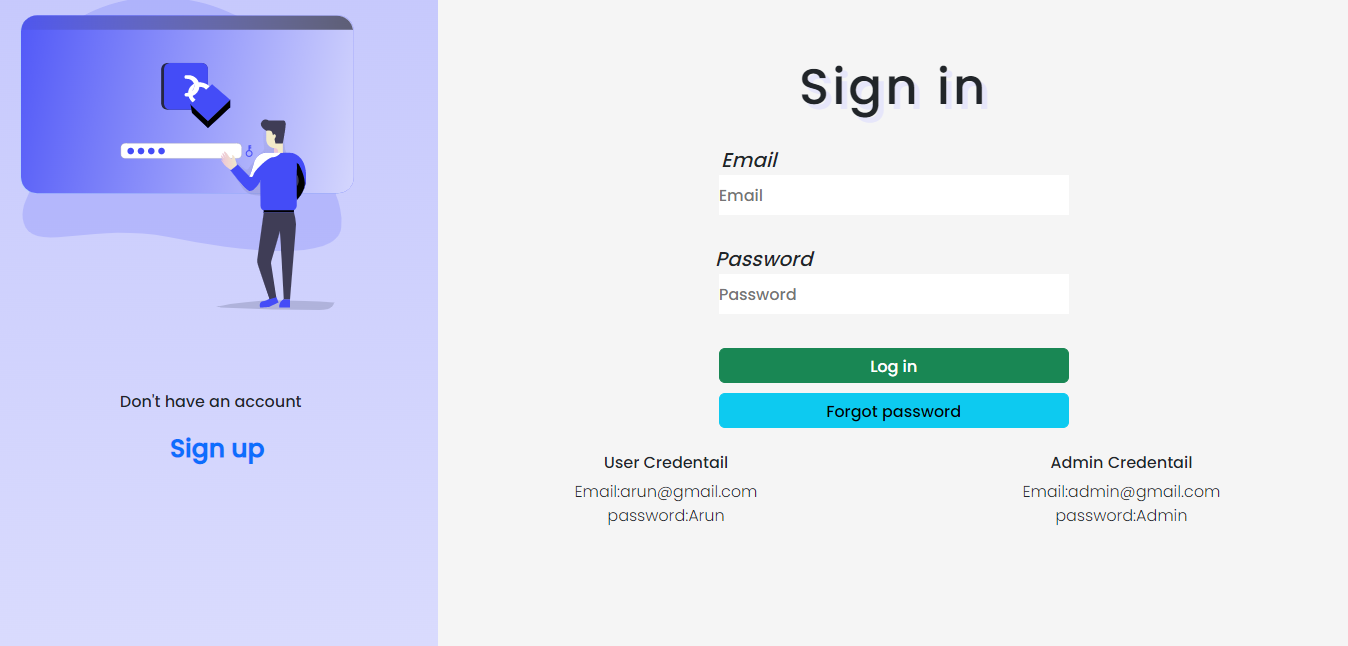 Don't have an account
Sign up
Sign in
Email
Email
Password
Password
Log in
Forgot password
User Credentail
Email:arun@gmail.com
password:Arun
Admin Credentail
Email:admin@gmail.com
password:Admin